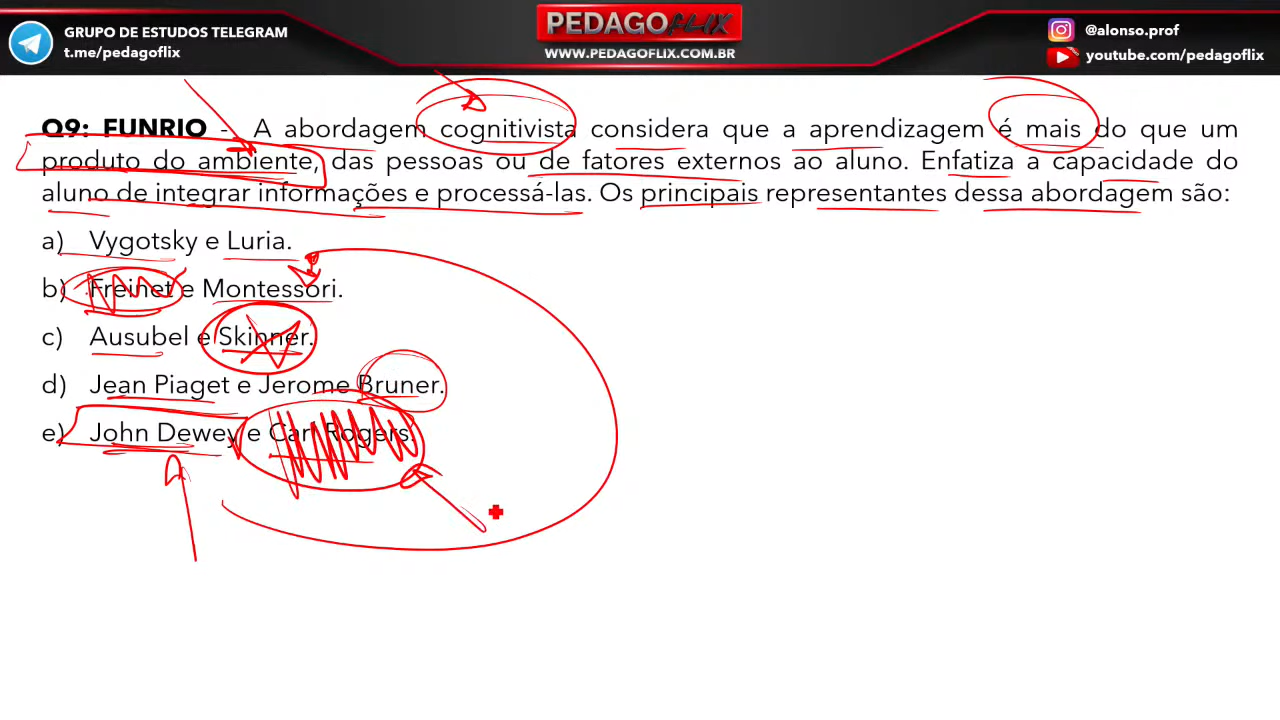 GRUPO DE ESTUDOS TELEGRAM
t.me/pedagoflix
PEDAGOFLIX
WWW.PEDAGOFLIX.COM.BR
@alonso.prof
youtube.com/pedagoflix
Q9: FUNRIO - A abordagem cognitivista considera que a aprendizagem é mais do que um
produto do ambiente, das pessoas ou de fatores externos ao aluno. Enfatiza a capacidade do
aluno de integrar informações e processá-las. Os principais representantes dessa abordagem são:
a) Vygotsky e Luria.
b) Freinet e Montessori.
c) Ausubel e Skinner.
d) Jean Piaget e Jerome Bruner.
e) John Dewey e Carl Rogers.